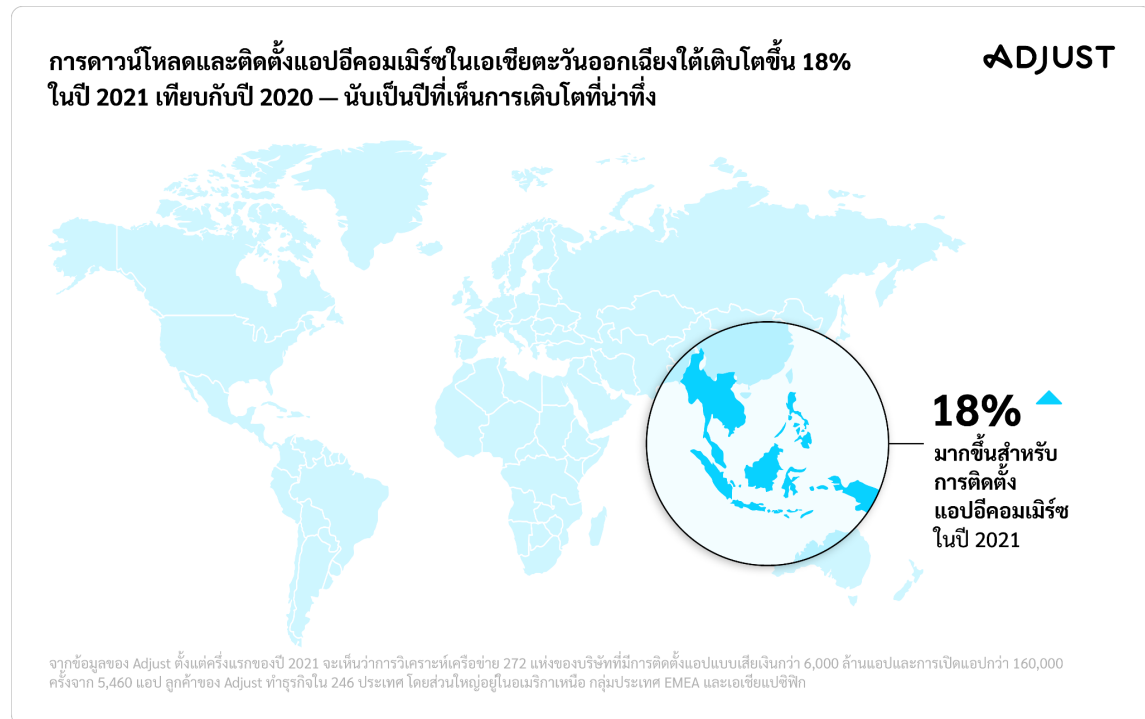 การดาวน์โหลดและติดตั้งแอปอีคอมเมิร์ซในเอเชียตะวันออกเฉียงใต้เติบโตขึ้น 18%
ในปี 2021 เทียบกับปี 2020 — นับเป็นปีที่เห็นการเติบโตที่น่าทึ่ง
ADJUST
18%
มากขึ้นสำหรับ
การติดตั้ง
แอปอีคอมเมิร์ซ
ในปี 2021
จากข้อมูลของ Adjust ตั้งแต่ครึ่งแรกของปี 2021 จะเห็นว่าการวิเคราะห์เครือข่าย 272 แห่งของบริษัทที่มีการติดตั้งแอปแบบเสียเงินกว่า 6,000 ล้านแอปและการเปิดแอปกว่า 160,000
ครั้งจาก 5,460 แอป ลูกค้าของ Adjust ทำธุรกิจใน 246 ประเทศ โดยส่วนใหญ่อยู่ในอเมริกาเหนือ กลุ่มประเทศ EMEA และเอเชียแปซิฟิก